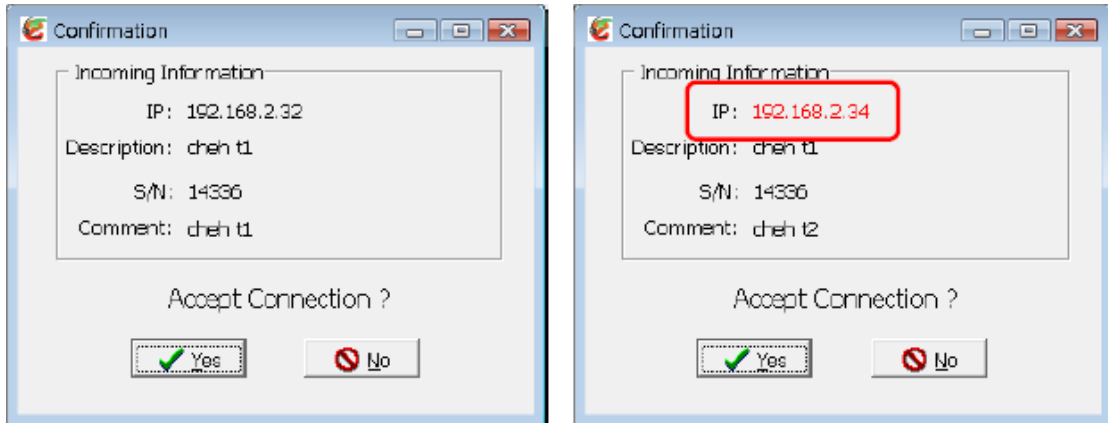 Confirmation
Incoming Information
IP: 192.168.2.32
Description: cheh t1
S/N: 14336
Comment: cheh t1
Accept Connection ?
Yes
No
Confirmation
Incoming Information
IP: 192.168.2.34
Description: cheh t1
S/N: 14336
Comment: cheh t2
Accept Connection ?
Yes
No